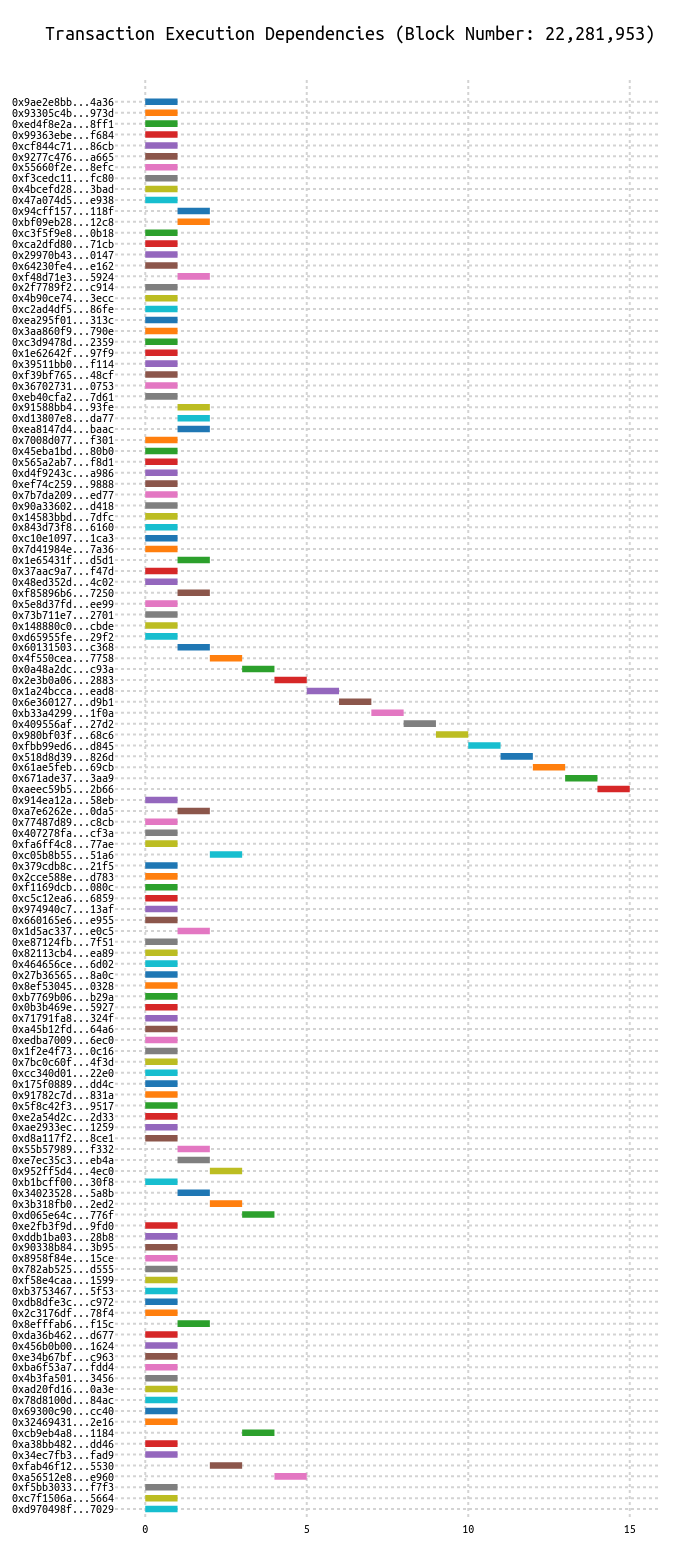 Transaction Execution Dependencies (Block Number: 22,281,953)
0x9ae2e8bb...4a36
0x93305c4b...973d
0xed4f8e2a...8ff1
0x99363ebe...f684
0xcf844c71...86cb
0x9277c476...a665
0x55660f2e...8efc
0xf3cedc11...fc80
0x4bcefd28...3bad
0x47a074d5...e938
0x94cff157...118f
0xbf09eb28...12c8
0xc3f5f9e8...0b18
0xca2dfd80...71cb
0x29970b43...0147
0x64230fe4...e162
0xf48d71e3...5924
0x2f7789f2...c914
0x4b90ce74...3ecc
0xc2ad4df5...86fe
0xea295f01...313c
0x3aa860f9...790e
0xc3d9478d...2359
0x1e62642f...97f9
0x39511bb0...f114
0xf39bf765...48cf
0x36702731...0753
0xeb40cfa2...7d61
0x91588bb4...93fe
0xd13807e8...da77
0xea8147d4...baac
0x7008d077...f301
0x45eba1bd...80b0
0x565a2ab7...f8d1
0xd4f9243c...a986
0xef74c259...9888
0x7b7da209...ed77
0x90a33602...d418
0x14583bbd...7dfc
0x843d73f8...6160
0xc10e1097...1ca3
0x7d41984e...7a36
0x1e65431f...d5d1
0x37aac9a7...f47d
0x48ed352d...4c02
0xf85896b6...7250
0x5e8d37fd...ee99
0x73b711e7...2701
0x148880c0...cbde
0xd65955fe...29f2
0x60131503...c368
0x4f550cea...7758
0x0a48a2dc...c93a
0x2e3b0a06...2883
0x1a24bcca...ead8
0x6e360127...d9b1
0xb33a4299...1f0a
0x409556af...27d2
0x980bf03f...68c6
0xfbb99ed6...d845
0x518d8d39...826d
0x61ae5feb...69cb
0x671ade37...3aa9
0xaeec59b5...2b66
0x914ea12a...58eb
0xa7e6262e...0da5
0x77487d89...c8cb
0x407278fa...cf3a
0xfa6ff4c8...77ae
0xc05b8b55...51a6
0x379cdb8c...21f5
0x2cce588e...d783
0xf1169dcb...080c
0xc5c12ea6...6859
0x974940c7...13af
0x660165e6...e955
0x1d5ac337...e0c5
0xe87124fb...7f51
0x82113cb4...ea89
0x464656ce...6d02
0x27b36565...8a0c
0x8ef53045...0328
0xb7769b06...b29a
0x0b3b469e...5927
0x71791fa8...324f
0xa45b12fd...64a6
0xedba7009...6ec0
0x1f2e4f73...0c16
0x7bc0c60f...4f3d
0xcc340d01...22e0
0x175f0889...dd4c
0x91782c7d...831a
0x5f8c42f3...9517
0xe2a54d2c...2d33
0xae2933ec...1259
0xd8a117f2...8ce1
0x55b57989...f332
0xe7ec35c3...eb4a
0x952ff5d4...4ec0
0xb1bcff00...30f8
0x34023528...5a8b
0x3b318fb0...2ed2
0xd065e64c...776f
0xe2fb3f9d...9fd0
0xddb1ba03...28b8
0x90338b84...3b95
0x8958f84e...15ce
0x782ab525...d555
0xf58e4caa...1599
0xb3753467...5f53
0xdb8dfe3c...c972
0x2c3176df...78f4
0x8efffab6...f15c
0xda36b462...d677
0x456b0b00...1624
0xe34b67bf...c963
0xba6f53a7...fdd4
0x4b3fa501...3456
0xad20fd16...0a3e
0x78d8100d...84ac
0x69300c90...cc40
0x32469431...2e16
0xcb9eb4a8...1184
0xa38bb482...dd46
0x34ec7fb3...fad9
0xfab46f12...5530
0xa56512e8...e960
0xf5bb3033...f7f3
0xc7f1506a...5664
0xd970498f...7029
0 5 10 15